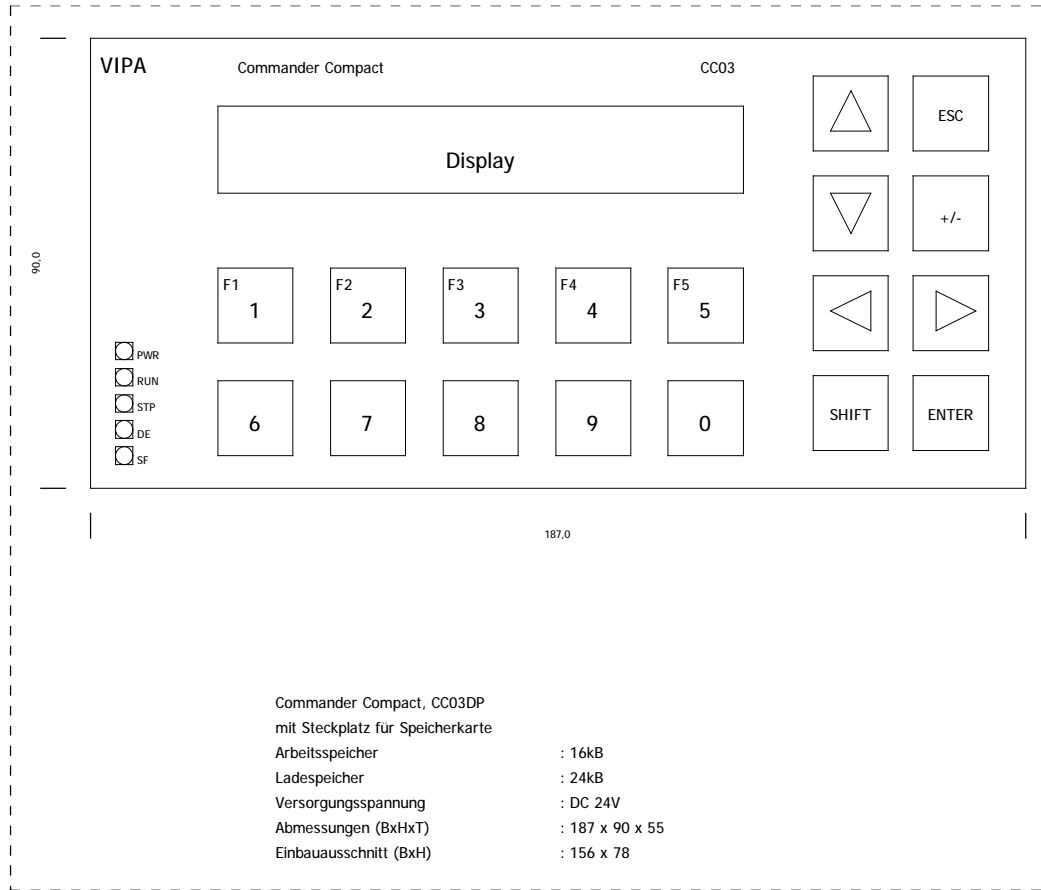 VIPA Commander Compact CC03
ESC
Display
+/-
90,0
F1 F2 F3 F4 F5
1 2 3 4 5
PWR
RUN
STP
DE
SF
6 7 8 9 0
SHIFT ENTER
187,0
Commander Compact, CC03DP
mit Steckplatz für Speicherkarte
Arbeitsspeicher : 16kB
Ladespeicher : 24kB
Versorgungsspannung : DC 24V
Abmessungen (BxHxT) : 187 x 90 x 55
Einbauausschnitt (BxH) : 156 x 78